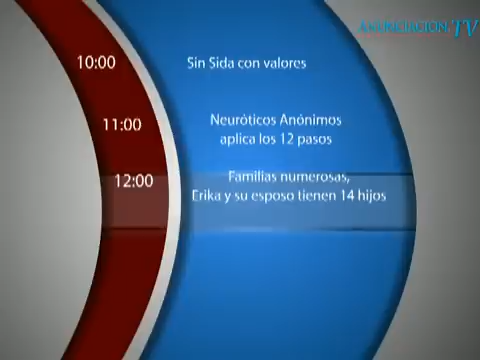 ANUNCIACIÓN TV
10:00 Sin Sida con valores
11:00 Neuróticos Anónimos
aplica los 12 pasos
12:00 Familias numerosas,
Erika y su esposo tienen 14 hijos